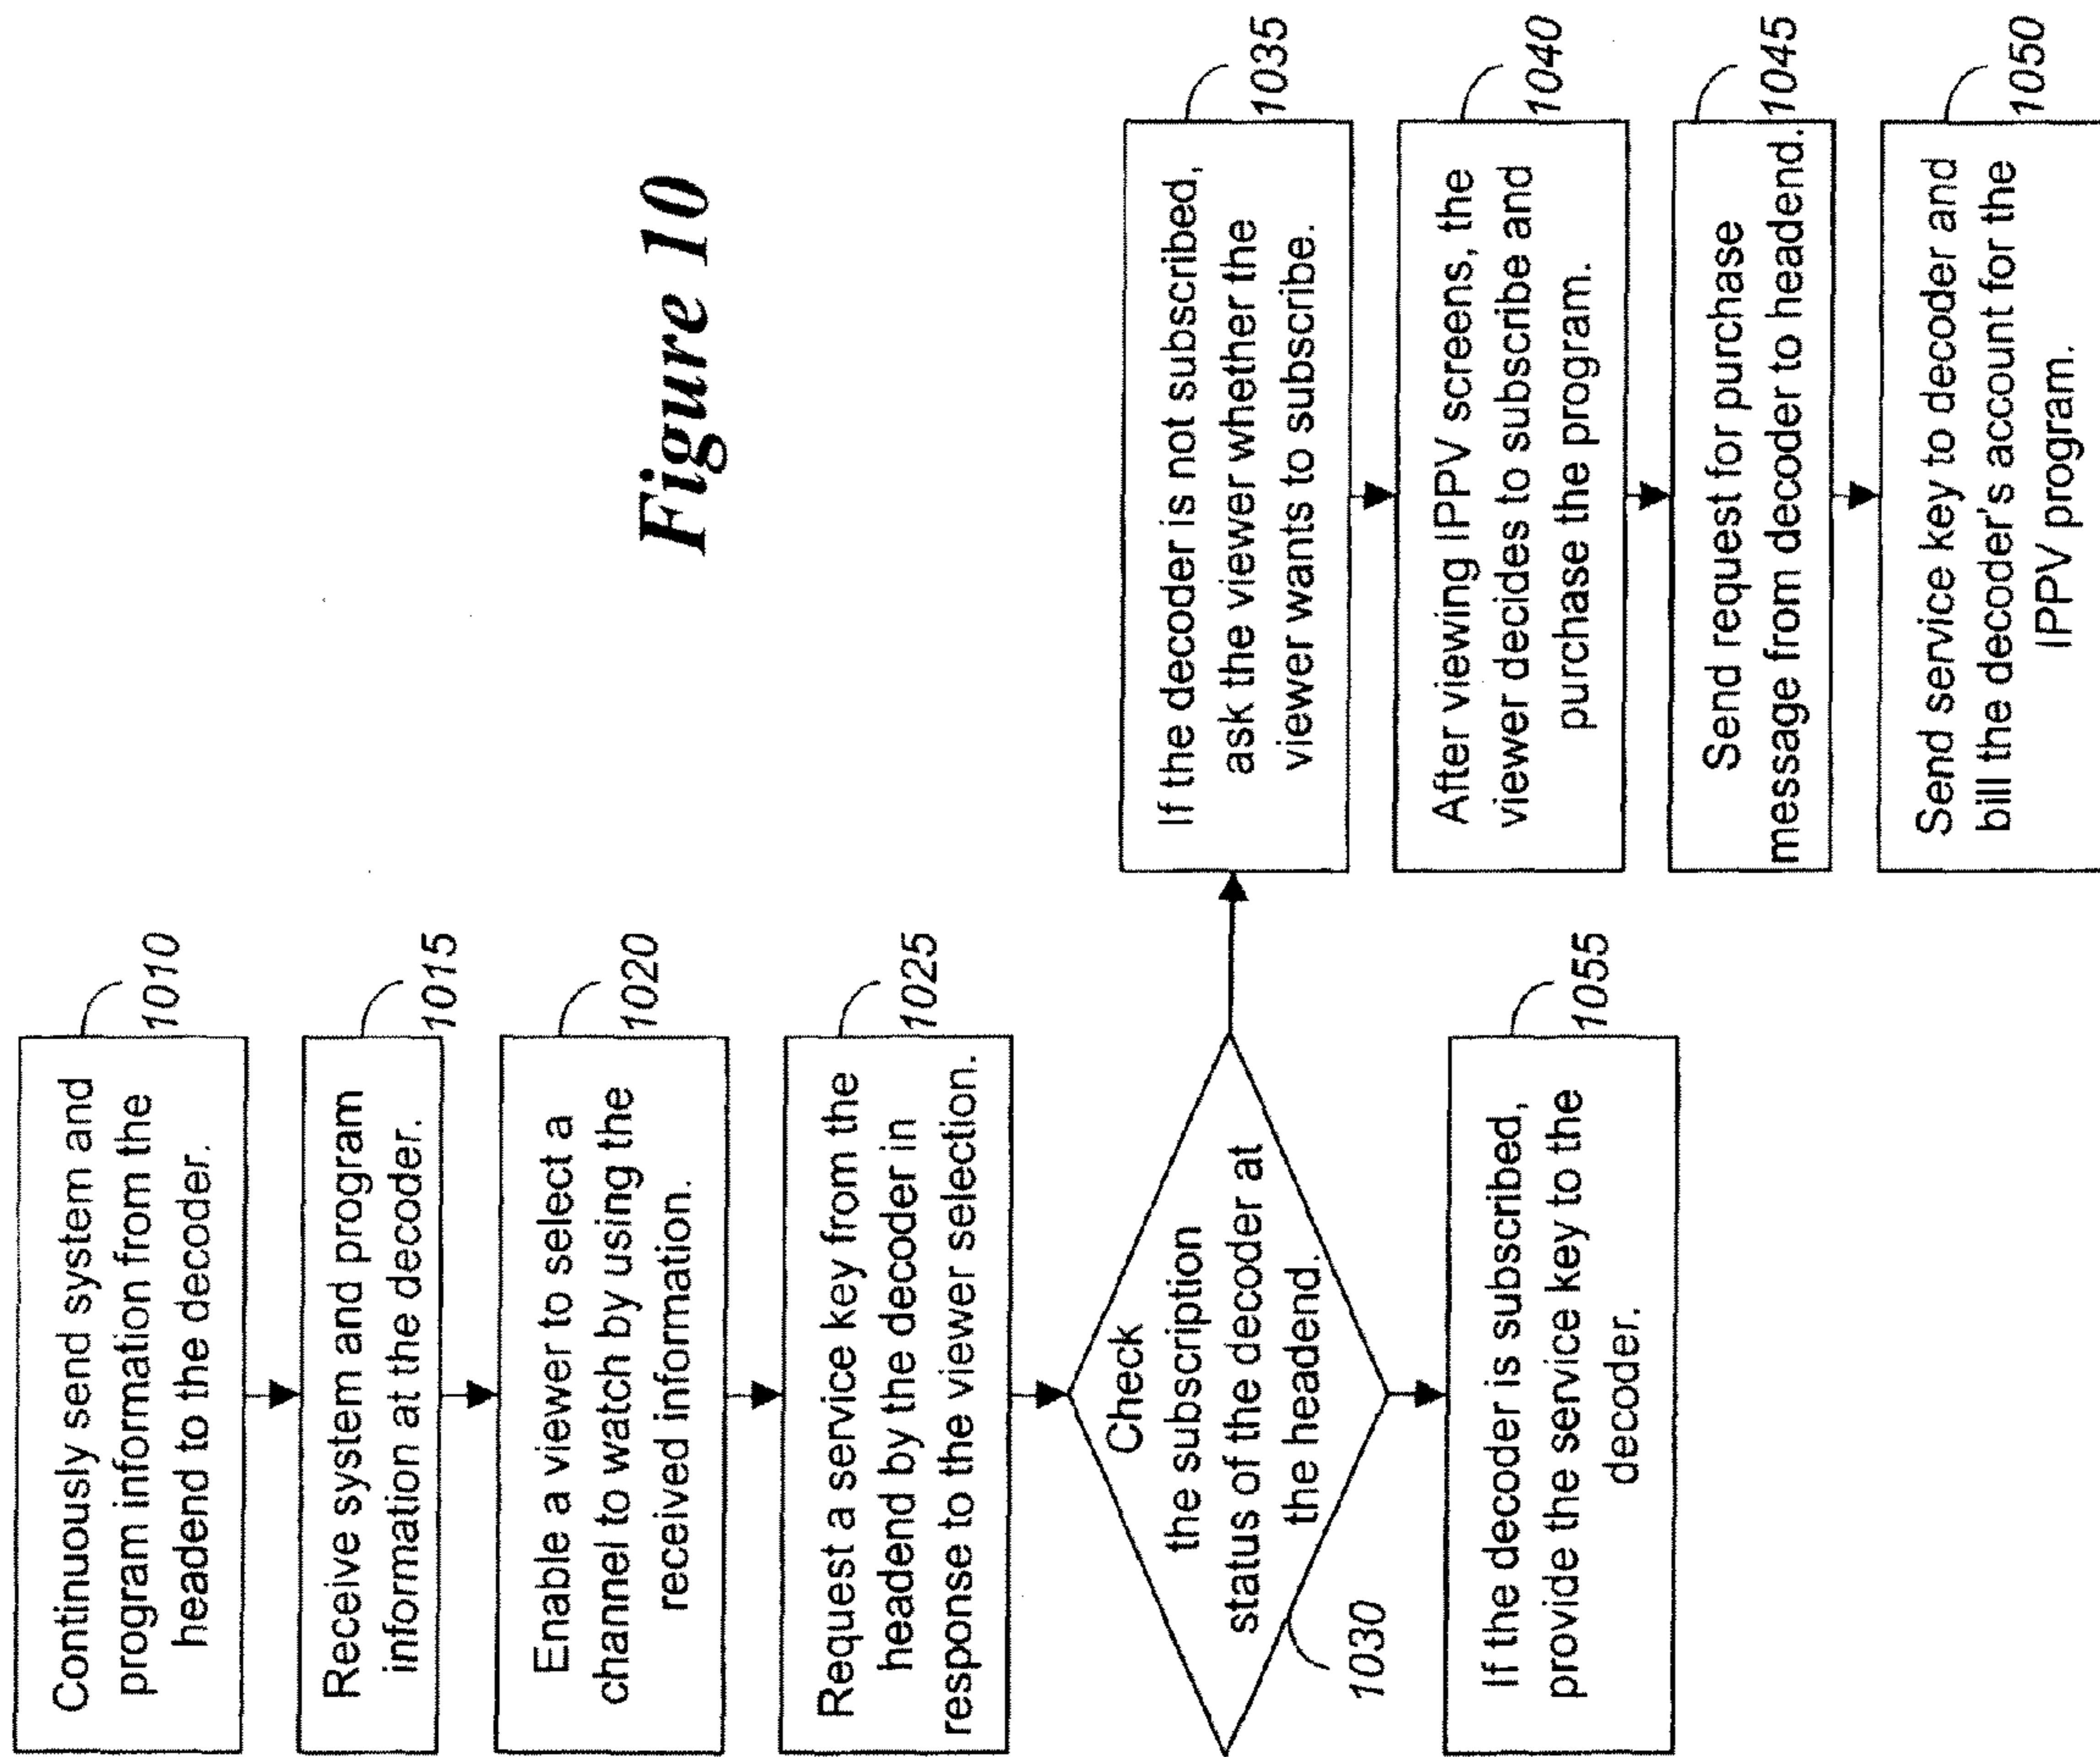 Continuously send system and
program information from the
headend to the decoder.
1010
Receive system and program
information at the decoder.
1015
Enable a viewer to select a
channel to watch by using the
received information.
1020
Request a service key from the
headend by the decoder in
response to the viewer selection.
1025
Check
the subscription
status of the decoder at
the headend.
1030
If the decoder is subscribed,
provide the service key to the
decoder.
1055
Figure 10
If the decoder is not subscribed,
ask the viewer whether the
viewer wants to subscribe.
1035
After viewing IPPV screens, the
viewer decides to subscribe and
purchase the program.
1040
Send request for purchase
message from decoder to headend.
1045
Send service key to decoder and
bill the decoder's account for the
IPPV program.
1050